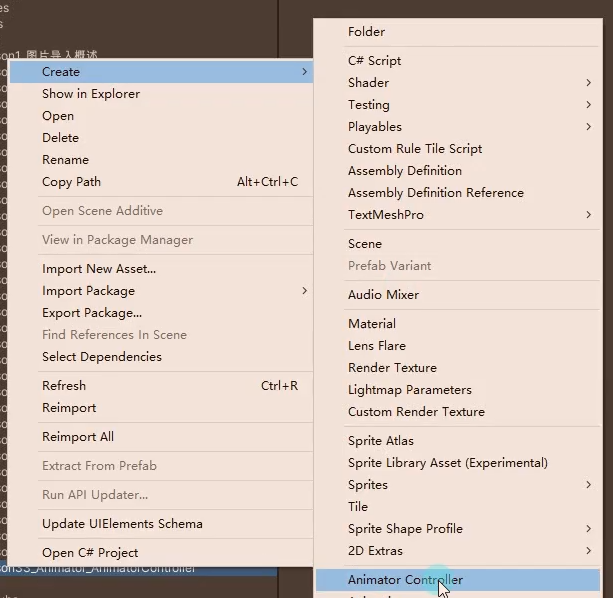 son1 图片导入概述
Create
Show in Explorer
Open
Delete
Rename
Copy Path Alt+Ctrl+C
Open Scene Additive
View in Package Manager
Import New Asset...
Import Package
Export Package...
Find References In Scene
Select Dependencies
Refresh Ctrl+R
Reimport
Reimport All
Extract From Prefab
Run API Updater...
Update UIElements Schema
Open C# Project
son33_Animator_AnimatorController
Folder
C# Script
Shader
Testing
Playables
Custom Rule Tile Script
Assembly Definition
Assembly Definition Reference
TextMeshPro
Scene
Prefab Variant
Audio Mixer
Material
Lens Flare
Render Texture
Lightmap Parameters
Custom Render Texture
Sprite Atlas
Sprite Library Asset (Experimental)
Sprites
Tile
Sprite Shape Profile
2D Extras
Animator Controller